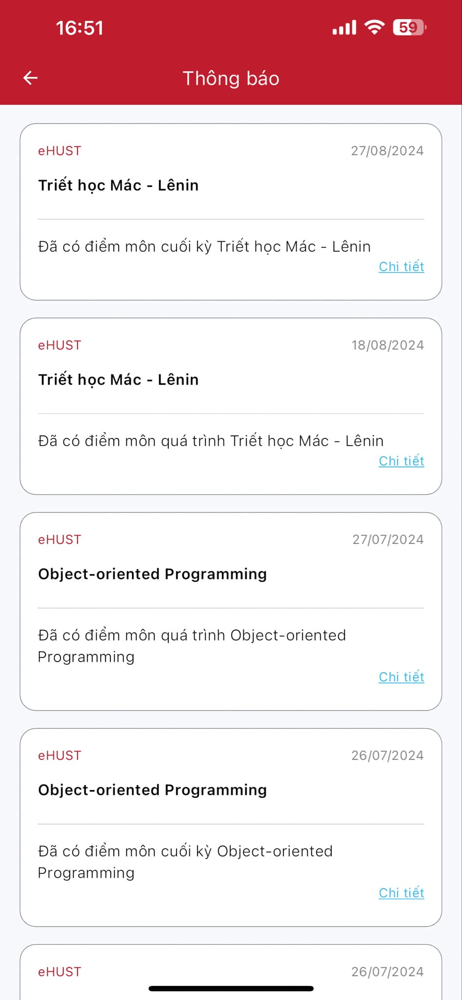 16:51
59
Thông báo
eHUST 27/08/2024
Triết học Mác - Lênin
Đã có điểm môn cuối kỳ Triết học Mác - Lênin
Chi tiết
eHUST 18/08/2024
Triết học Mác - Lênin
Đã có điểm môn quá trình Triết học Mác - Lênin
Chi tiết
eHUST 27/07/2024
Object-oriented Programming
Đã có điểm môn quá trình Object-oriented
Programming
Chi tiết
eHUST 26/07/2024
Object-oriented Programming
Đã có điểm môn cuối kỳ Object-oriented
Programming
Chi tiết
eHUST 26/07/2024